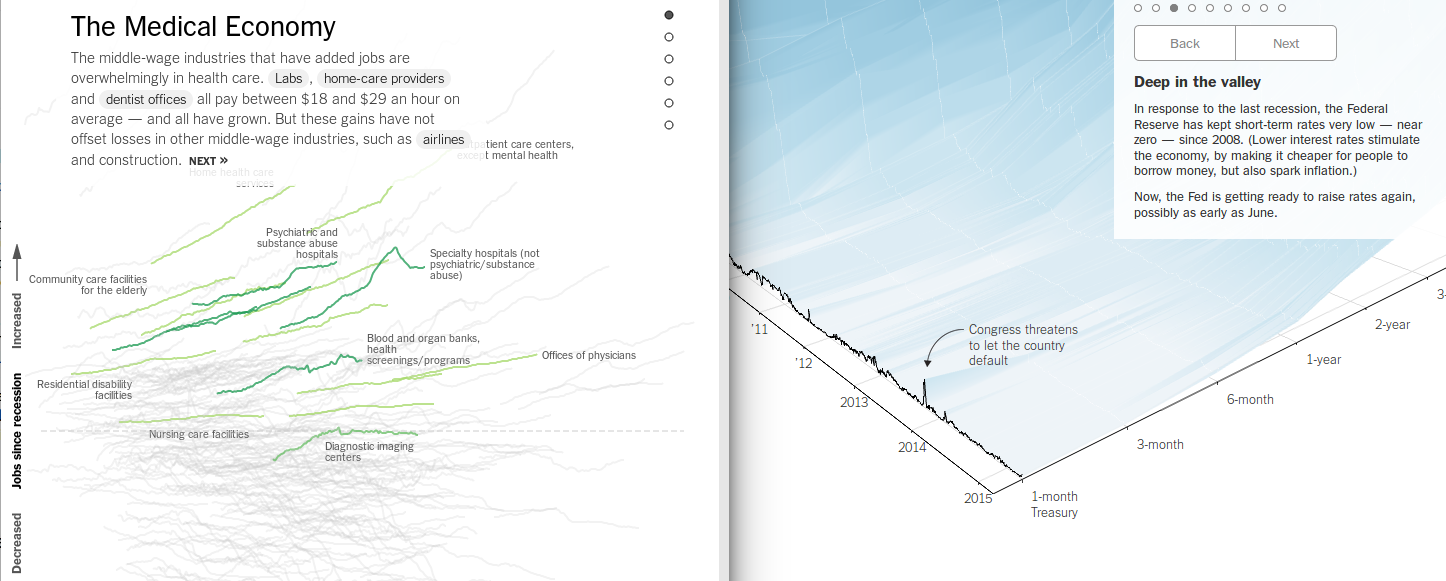 The Medical Economy
The middle-wage industries that have added jobs are
overwhelmingly in health care. Labs , home-care providers
and dentist offices all pay between $18 and $29 an hour on
average — and all have grown. But these gains have not
offset losses in other middle-wage industries, such as airlines
and construction. NEXT »
outpatient care centers,
except mental health
Home health care
services
Psychiatric and
substance abuse
hospitals
Specialty hospitals (not
psychiatric/substance
abuse)
Community care facilities
for the elderly
Blood and organ banks,
health
screenings/programs
Offices of physicians
Residential disability
facilities
Nursing care facilities
Diagnostic imaging
centers
Increased
Jobs since recession
Decreased
Back
Next
Deep in the valley
In response to the last recession, the Federal
Reserve has kept short-term rates very low — near
zero — since 2008. (Lower interest rates stimulate
the economy, by making it cheaper for people to
borrow money, but also spark inflation.)
Now, the Fed is getting ready to raise rates again,
possibly as early as June.
Congress threatens
to let the country
default
'11
'12
2013
2014
2015
1-month
Treasury
3-month
6-month
1-year
2-year
3-